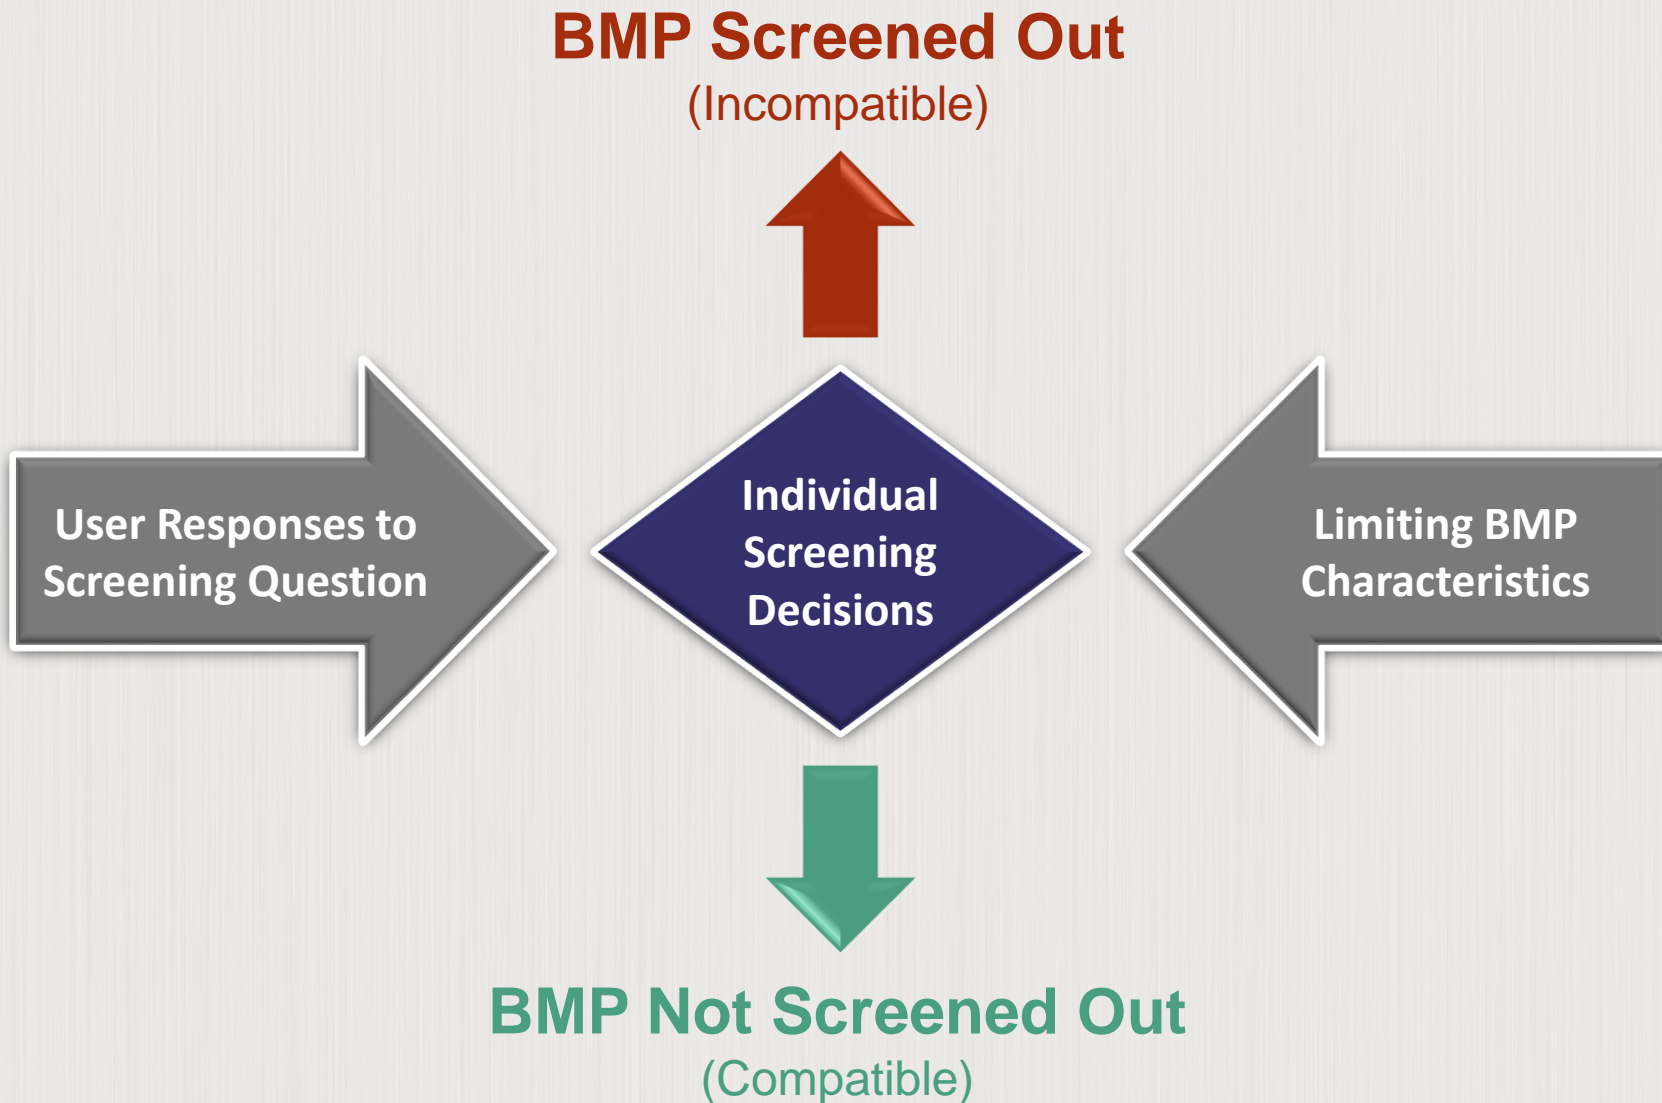 BMP Screened Out
(Incompatible)
User Responses to
Screening Question
Individual
Screening
Decisions
Limiting BMP
Characteristics
BMP Not Screened Out
(Compatible)